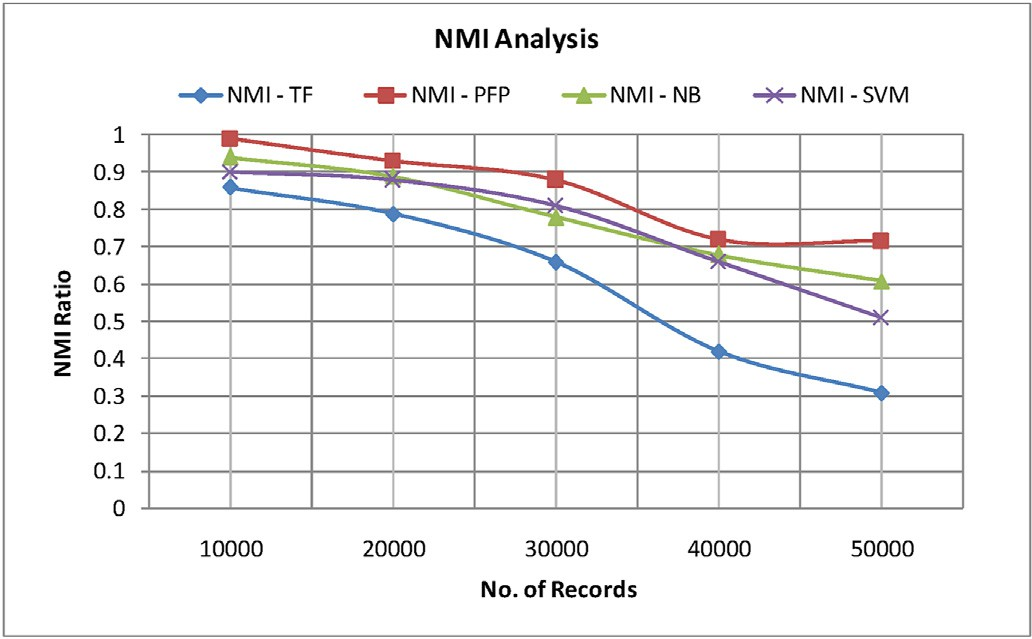 NMI Analysis
NMI - TF NMI - PFP NMI - NB NMI - SVM
1
0.9
0.8
0.7
0.6
0.5
0.4
0.3
0.2
0.1
0
NMI Ratio
10000 20000 30000 40000 50000
No. of Records